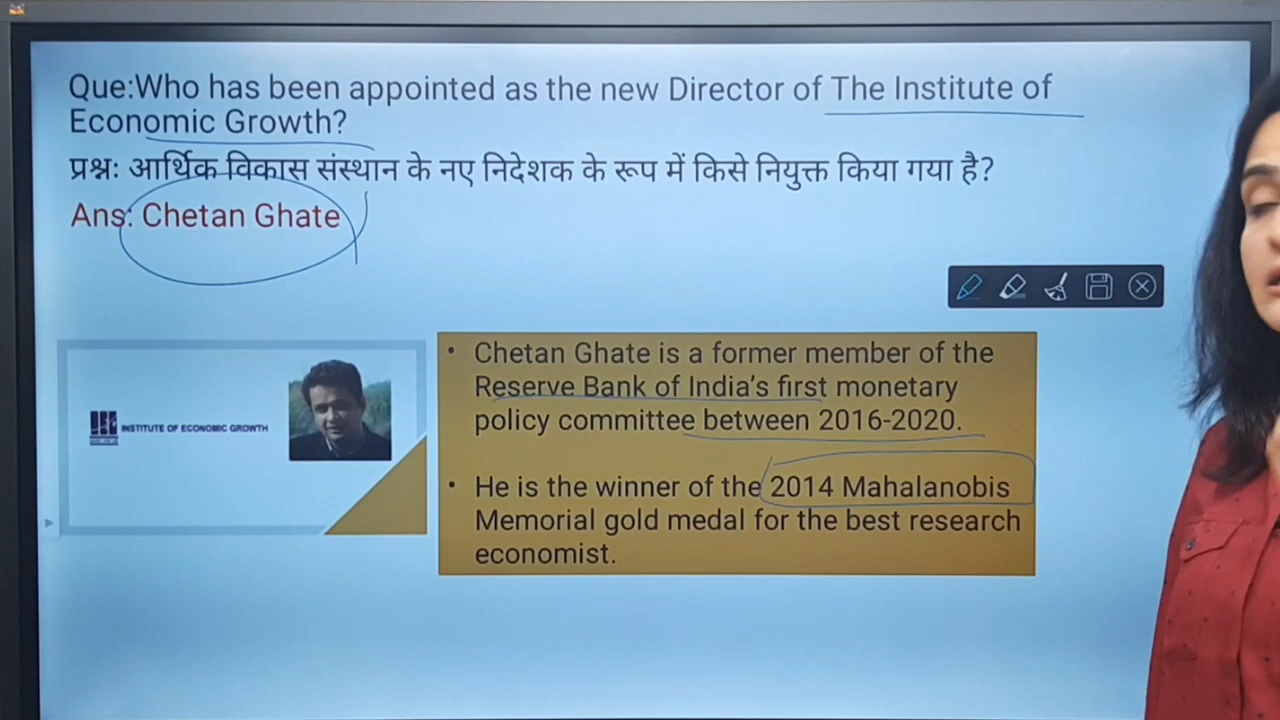 Que:Who has been appointed as the new Director of The Institute of
Economic Growth?
प्रश्न: आर्थिक विकास संस्थान के नए निदेशक के रूप में किसे नियुक्त किया गया है?
Ans: Chetan Ghate
INSTITUTE OF ECONOMIC GROWTH
• Chetan Ghate is a former member of the
Reserve Bank of India's first monetary
policy committee between 2016-2020.
• He is the winner of the 2014 Mahalanobis
Memorial gold medal for the best research
economist.